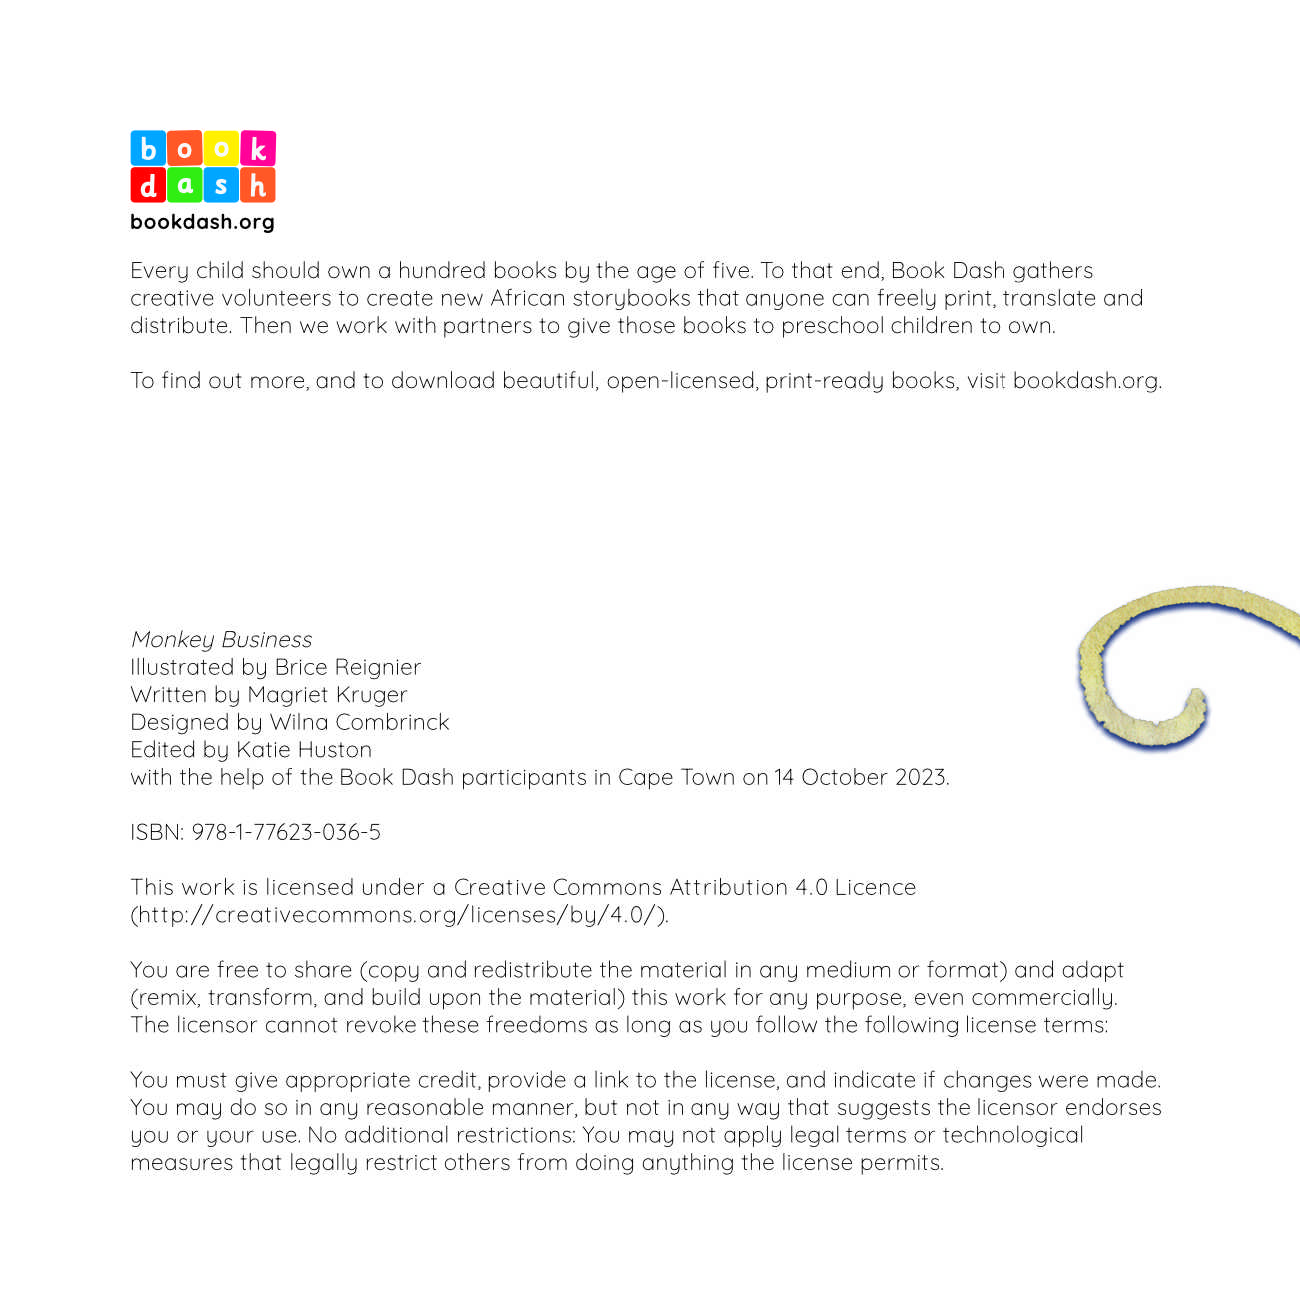 book
dash
bookdash.org
Every child should own a hundred books by the age of five. To that end, Book Dash gathers
creative volunteers to create new African storybooks that anyone can freely print, translate and
distribute. Then we work with partners to give those books to preschool children to own.
To find out more, and to download beautiful, open-licensed, print-ready books, visit bookdash.org.
Monkey Business
Illustrated by Brice Reignier
Written by Magriet Kruger
Designed by Wilna Combrinck
Edited by Katie Huston
with the help of the Book Dash participants in Cape Town on 14 October 2023.
ISBN: 978-1-77623-036-5
This work is licensed under a Creative Commons Attribution 4.0 Licence
(http://creativecommons.org/licenses/by/4.0/).
You are free to share (copy and redistribute the material in any medium or format) and adapt
(remix, transform, and build upon the material) this work for any purpose, even commercially.
The licensor cannot revoke these freedoms as long as you follow the following license terms:
You must give appropriate credit, provide a link to the license, and indicate if changes were made.
You may do so in any reasonable manner, but not in any way that suggests the licensor endorses
you or your use. No additional restrictions: You may not apply legal terms or technological
measures that legally restrict others from doing anything the license permits.